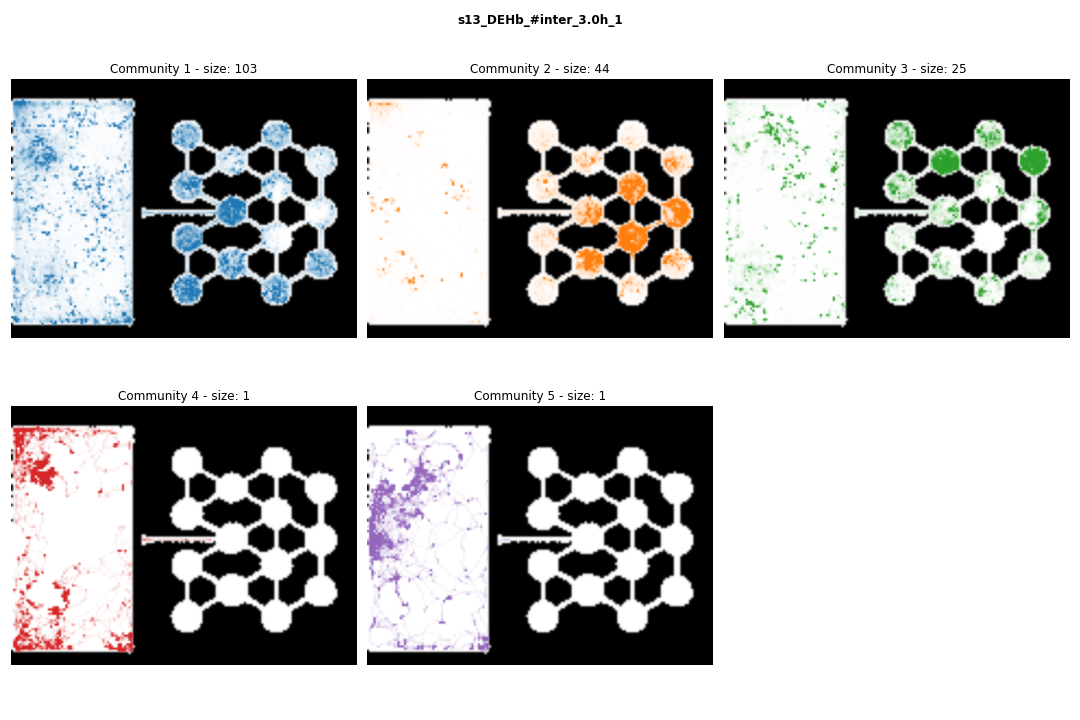 s13_DEHb_#inter_3.0h_1
Community 1 - size: 103
Community 2 - size: 44
Community 3 - size: 25
Community 4 - size: 1
Community 5 - size: 1